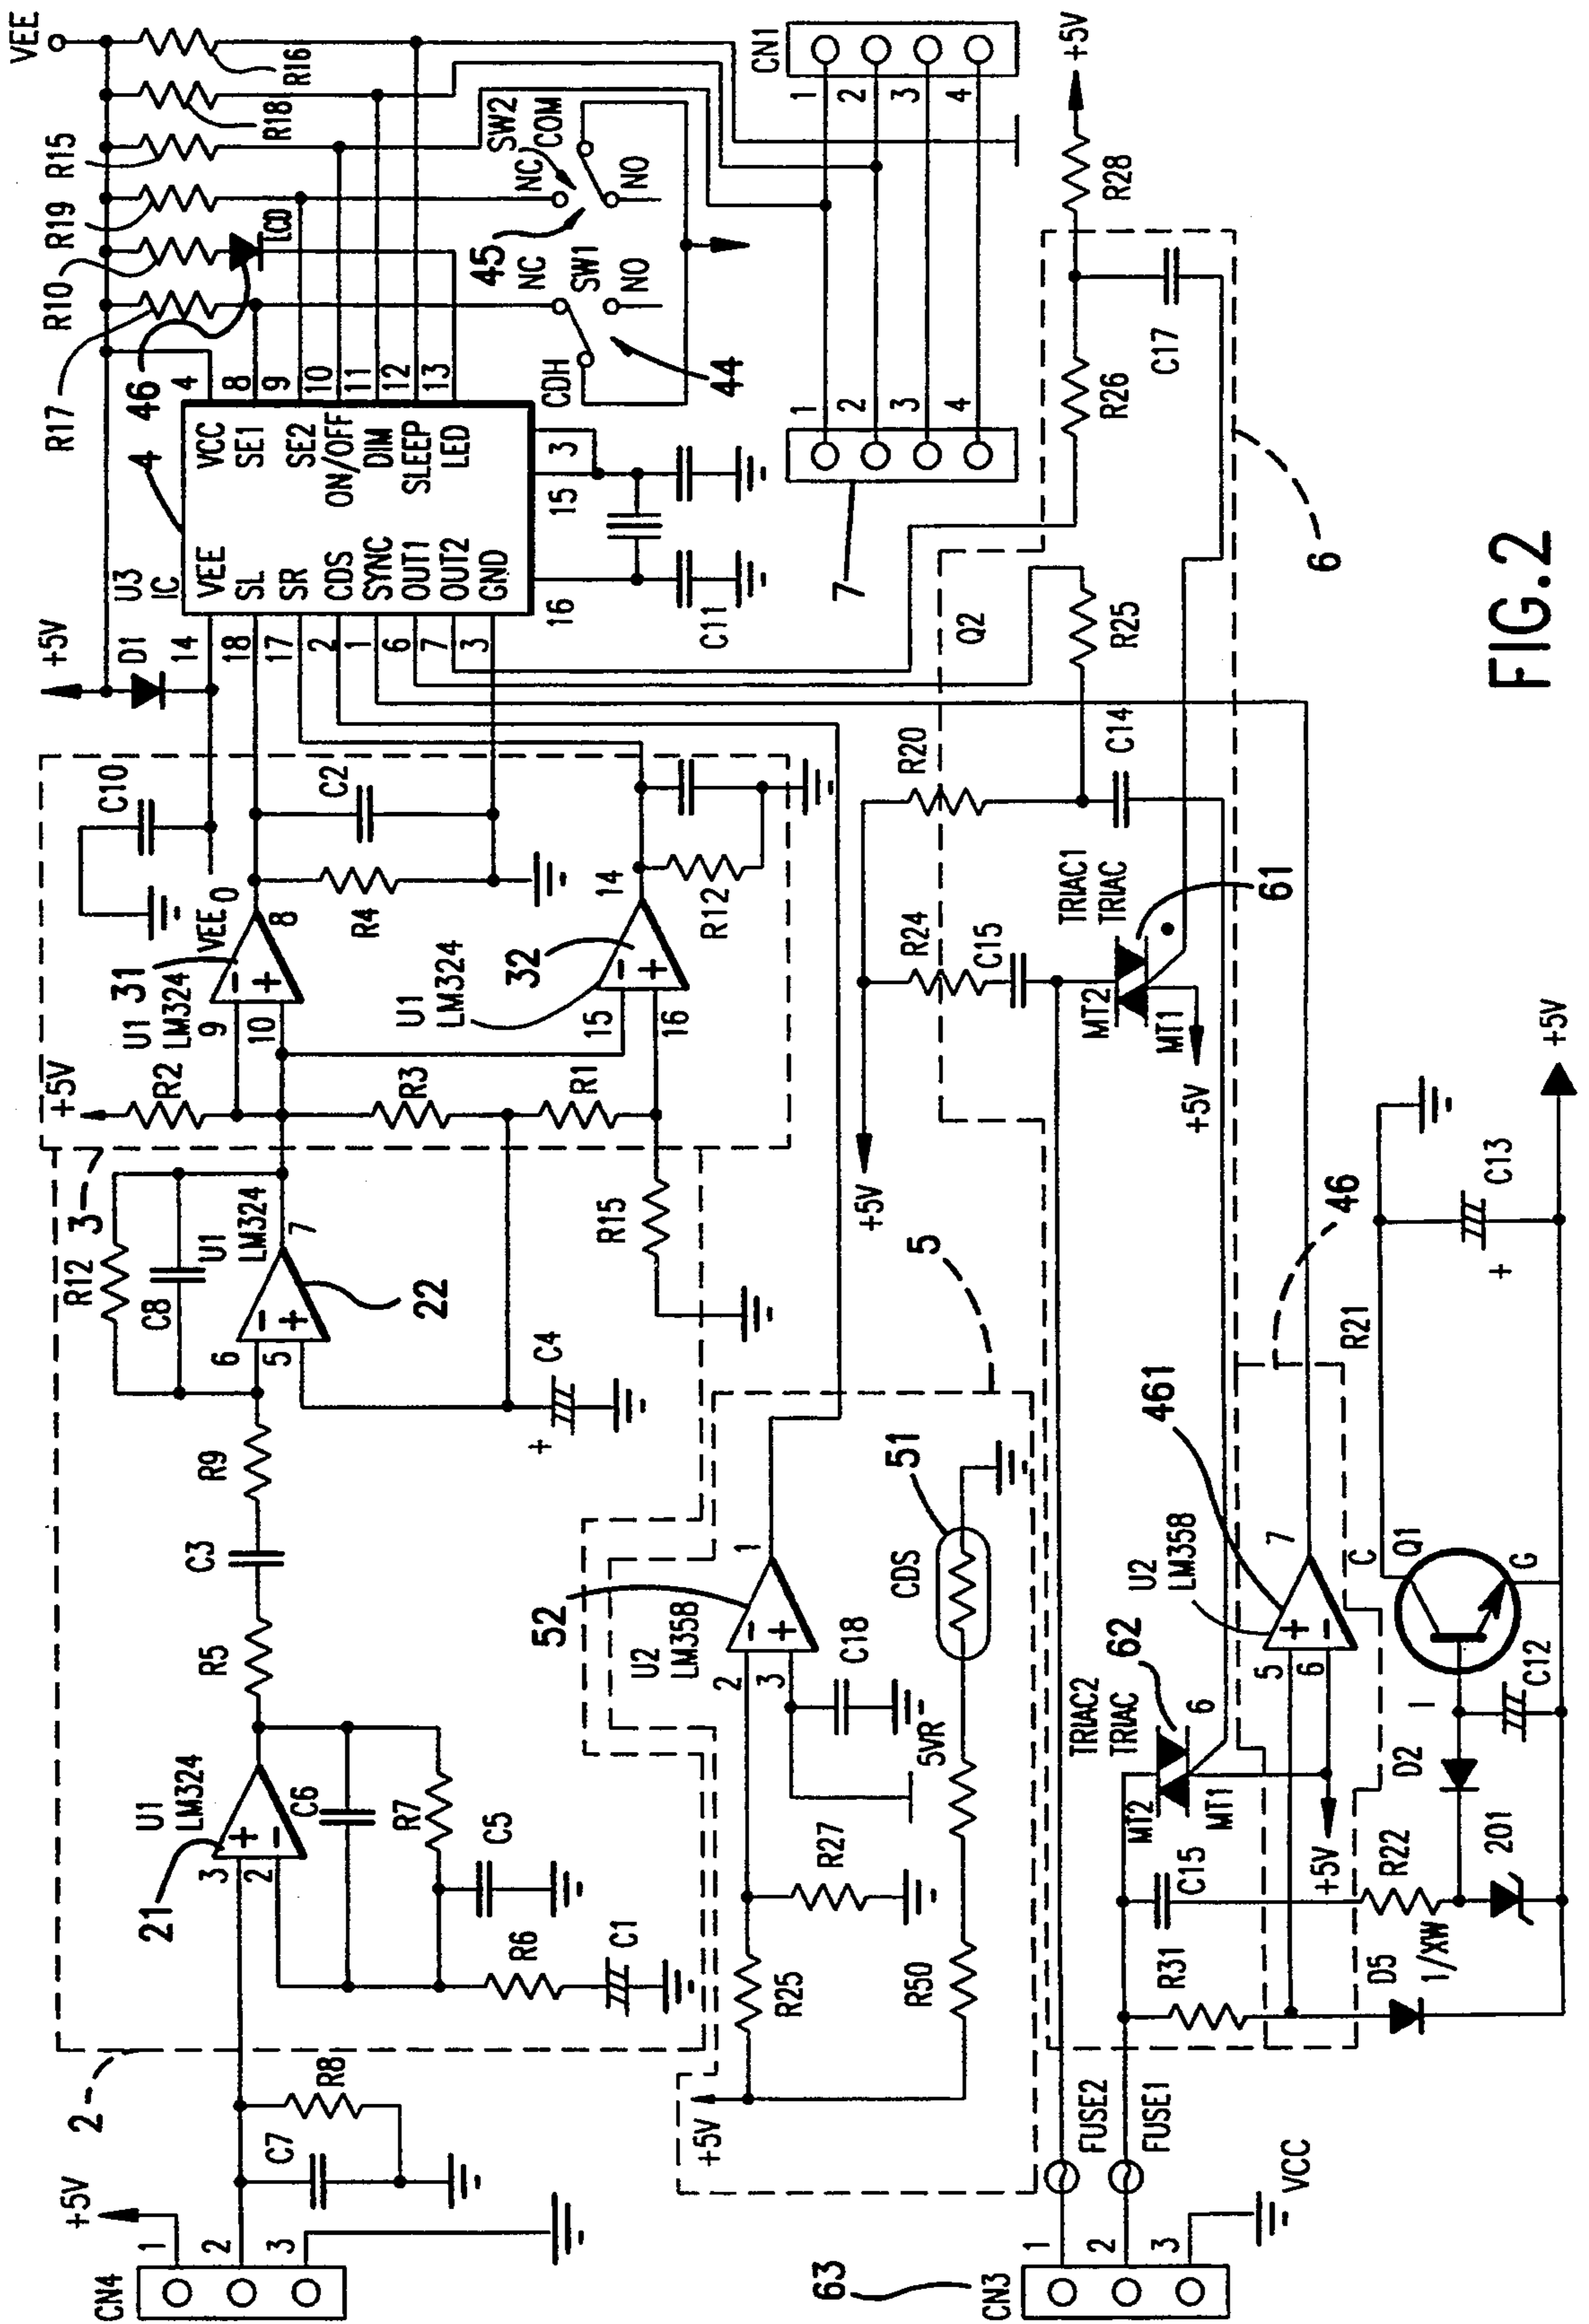 VEE
R16
R18
R15
R19
R10
R17
LCD
46
4
VCC
8
SE1
9
SE2
10
ON/OFF
11
DIM
12
SLEEP
13
LED
4
U3
IC
VEE
SL
SR
CDS
SYNC
OUT1
OUT2
GND
3
15
16
C11
14
18
17
2
1
6
7
3
+5V
D1
SW2
COM
NC
NO
45
NC
SW1
NO
CDH
44
CN1
1
2
3
4
1
2
3
4
7
+5V
R28
R26
C17
6
Q2
R25
C14
R20
R24
C15
TRIAC1
TRIAC
61
MT2
MT1
+5V
+5V
C10
C2
R4
VEE
0
8
31
U1
LM324
9
10
14
R12
32
U1
LM324
15
16
+5V
R2
R3
R1
3
R15
R12
C8
U1
LM324
7
22
6
5
C4
+
R9
C3
R5
U1
LM324
21
3
2
C6
R7
C5
R6
C1
2
R8
C7
+5V
1
2
3
CN4
5
51
CDS
52
1
U2
LM358
2
3
C18
5VR
R27
R25
R50
+5V
46
461
U2
LM358
7
5
6
62
TRIAC2
TRIAC
6
MT2
MT1
+5V
C15
R31
R22
D5
1/XW
201
D2
1
C12
C
Q1
G
R21
C13
+
+5V
FUSE2
FUSE1
VCC
1
2
3
CN3
63
FIG.2